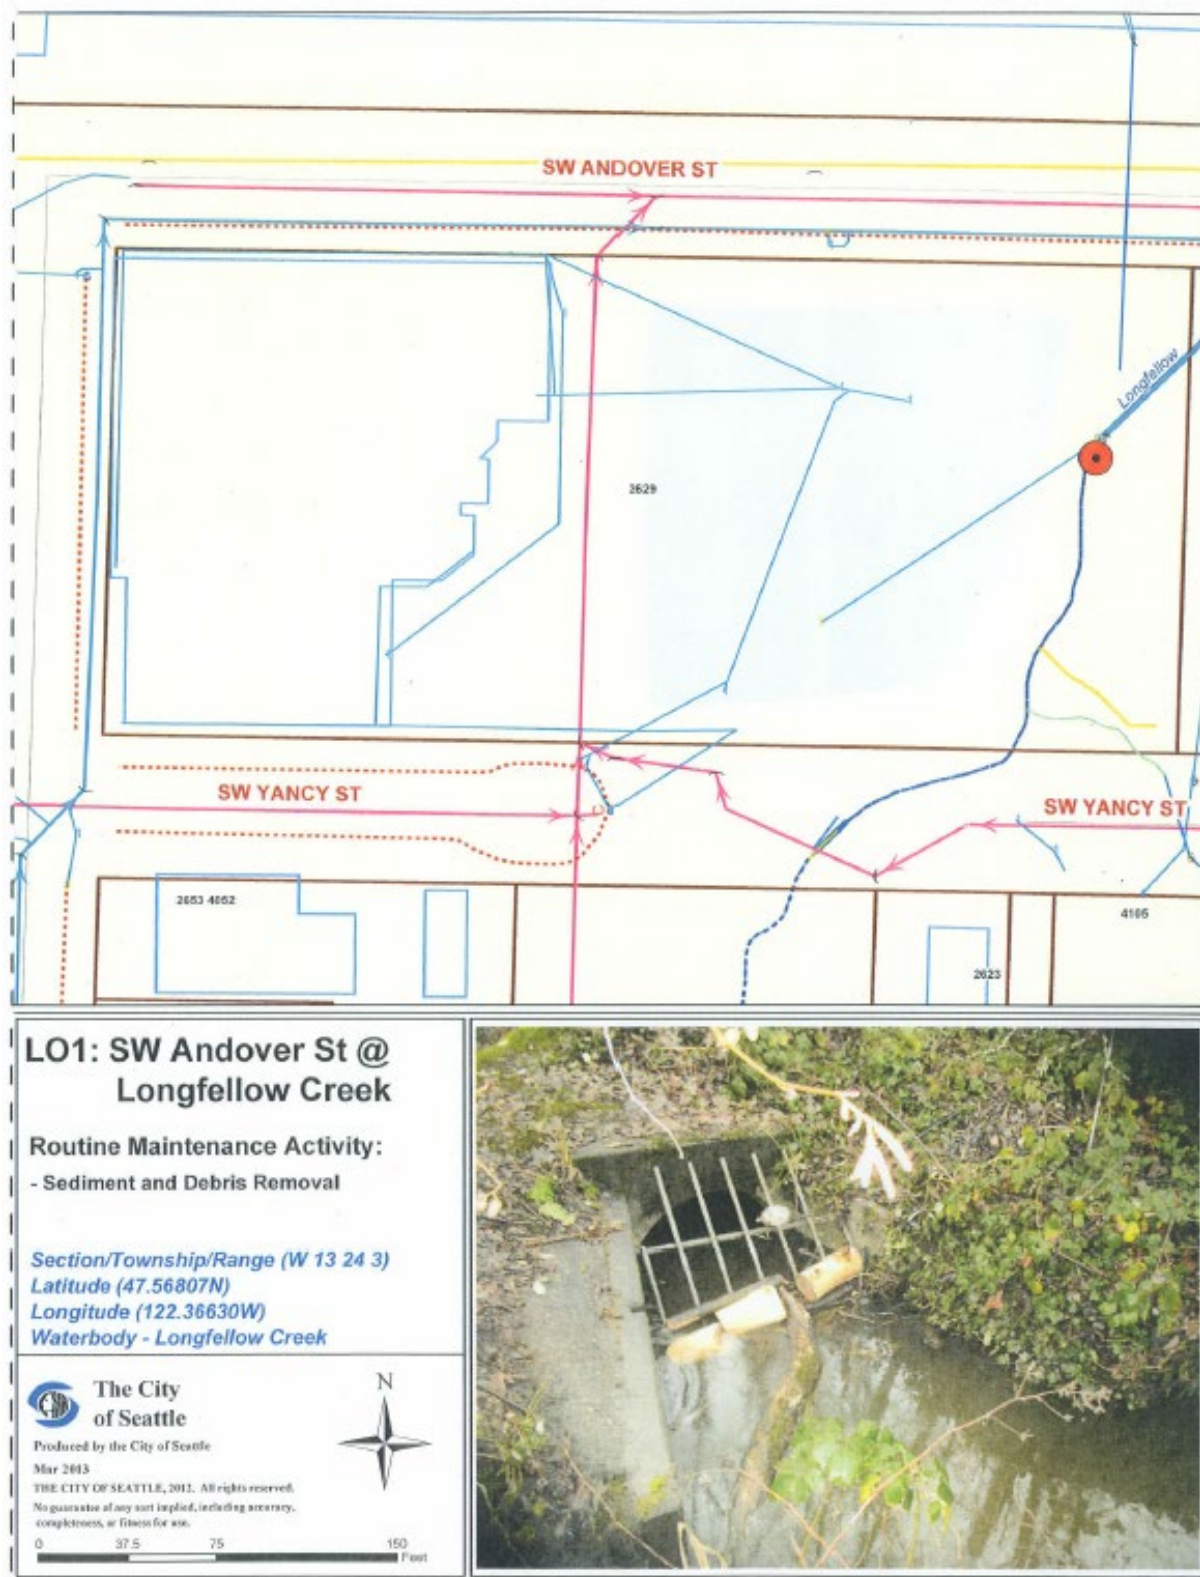 SW ANDOVER ST
Longfellow
3629
SW YANCY ST
SW YANCY ST
2653 4052
4105
2623
LO1: SW Andover St @
Longfellow Creek
Routine Maintenance Activity:
- Sediment and Debris Removal
Section/Township/Range (W 13 24 3)
Latitude (47.56807N)
Longitude (122.36630W)
Waterbody - Longfellow Creek
The City
of Seattle
N
Produced by the City of Seattle
Mar 2013
THE CITY OF SEATTLE, 2012. All rights reserved.
No guarantee of any sort implied, including accuracy,
completeness, or fitness for use.
0 37.5 75 150
Feet